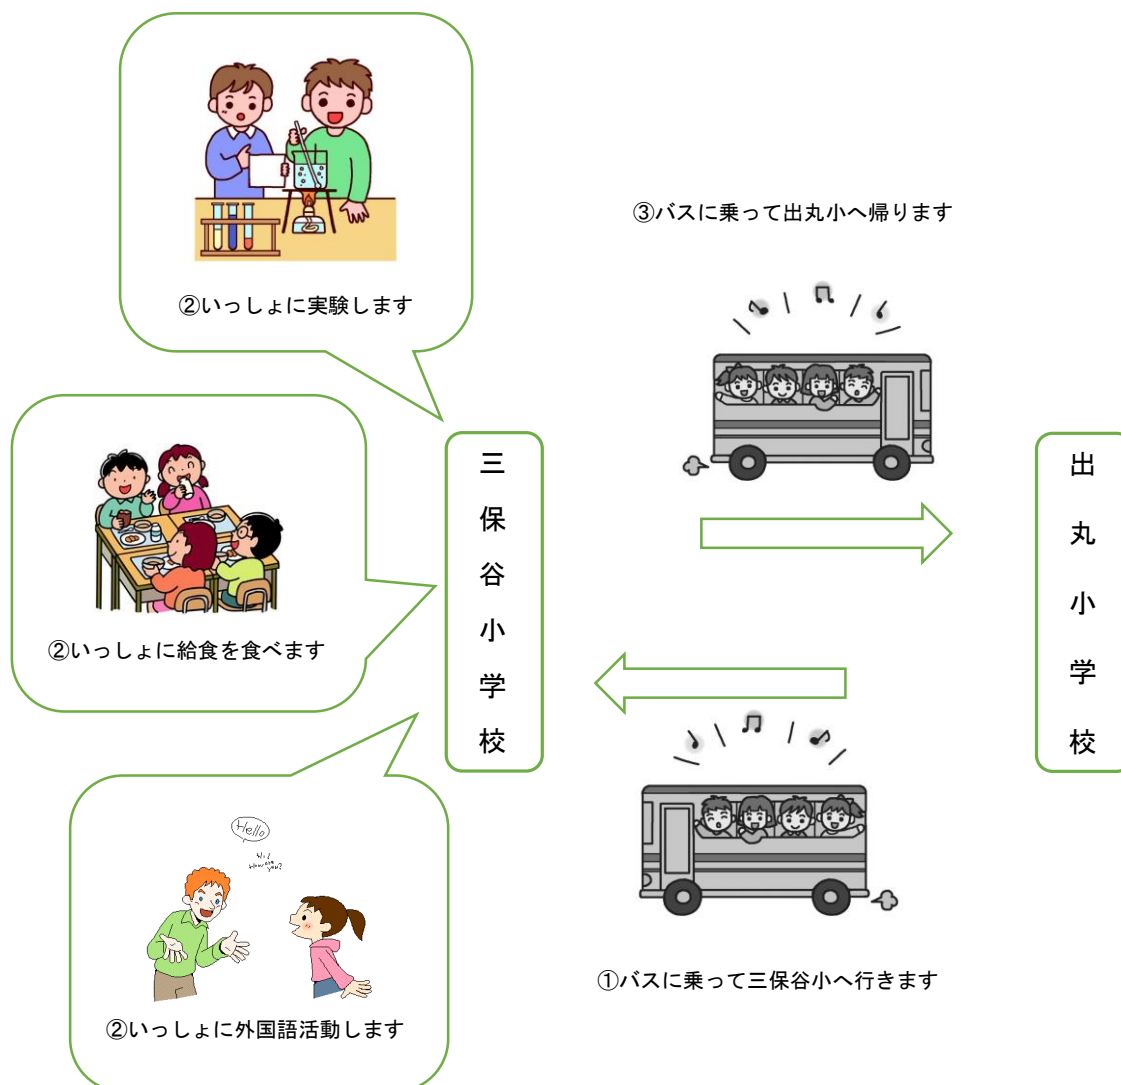 ②いっしょに実験します
③バスに乗って出丸小へ帰ります
三保谷小学校
出丸小学校
②いっしょに給食を食べます
Hello
Hi!
How are
you?
①バスに乗って三保谷小へ行きます
②いっしょに外国語活動します